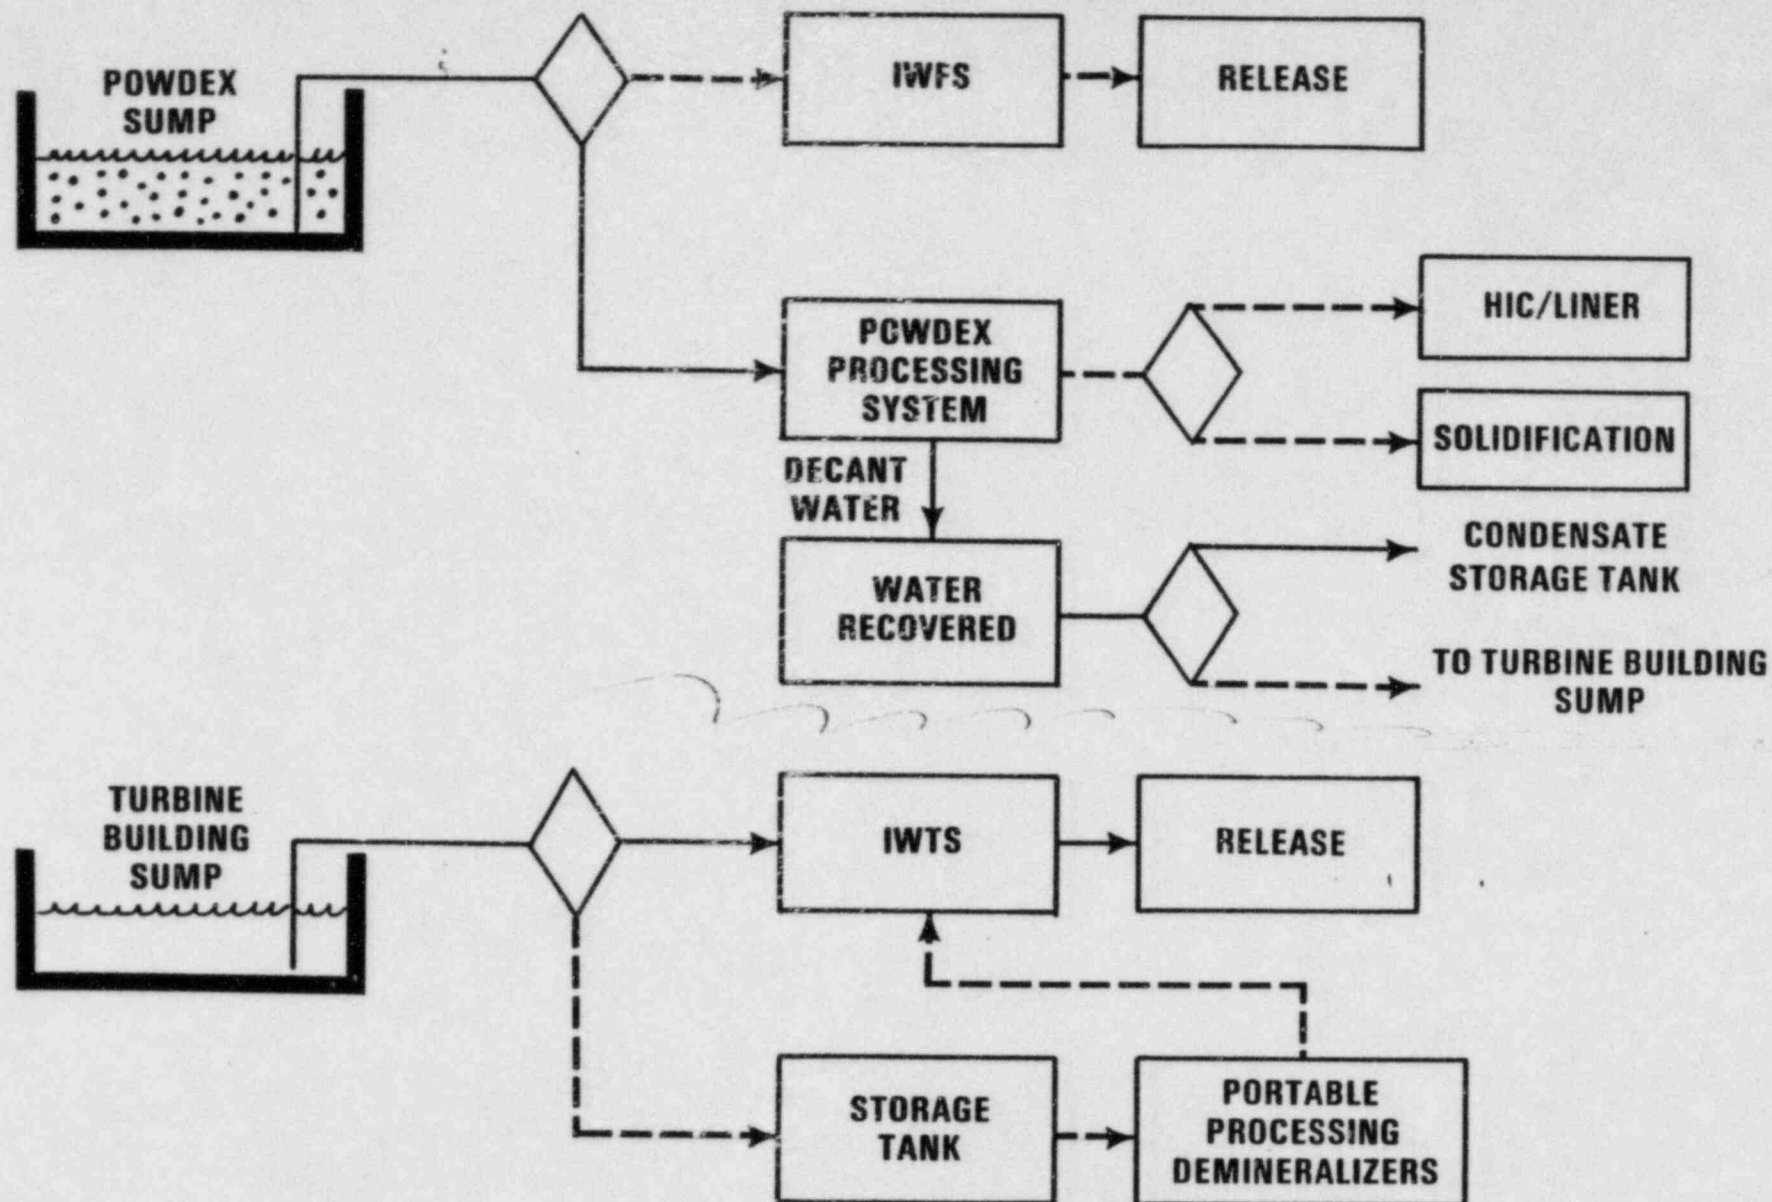 POWDEX
SUMP
IWFS
RELEASE
HIC/LINER
PCWDEX
PROCESSING
SYSTEM
SOLIDIFICATION
DECANT
WATER
WATER
RECOVERED
CONDENSATE
STORAGE TANK
TO TURBINE BUILDING
SUMP
TURBINE
BUILDING
SUMP
IWTS
RELEASE
STORAGE
TANK
PORTABLE
PROCESSING
DEMINERALIZERS